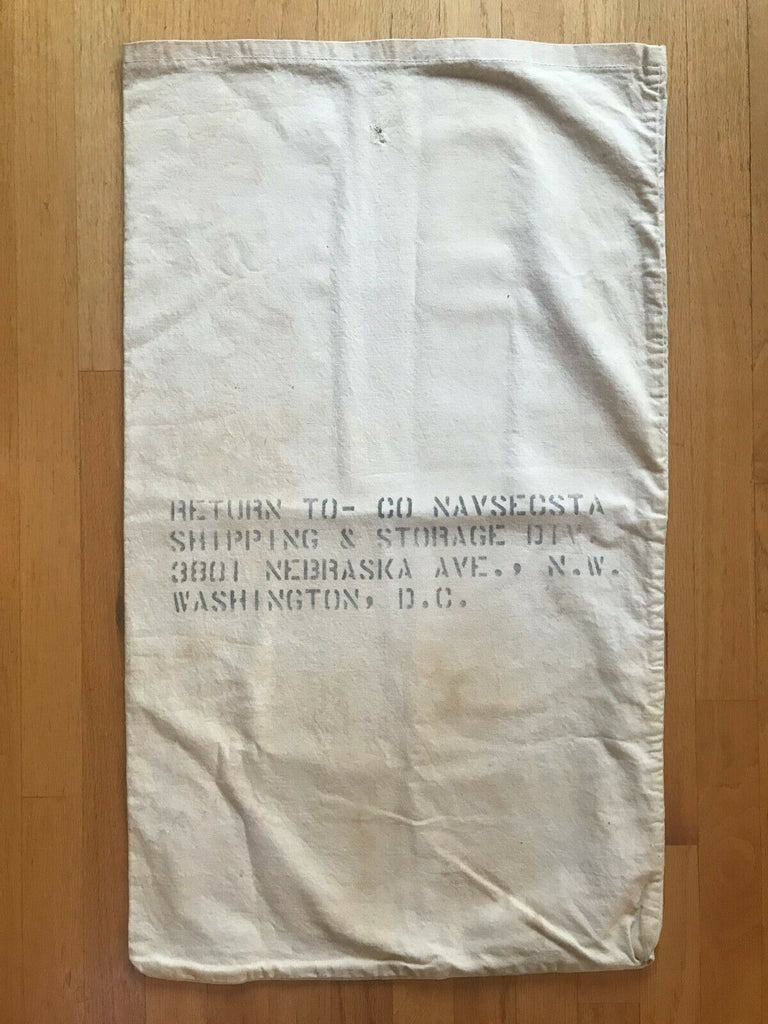 RETURN TO- CO NAVSECSTA
SHIPPING & STORAGE DIV.
3801 NEBRASKA AVE., N.W.
WASHINGTON, D.C.